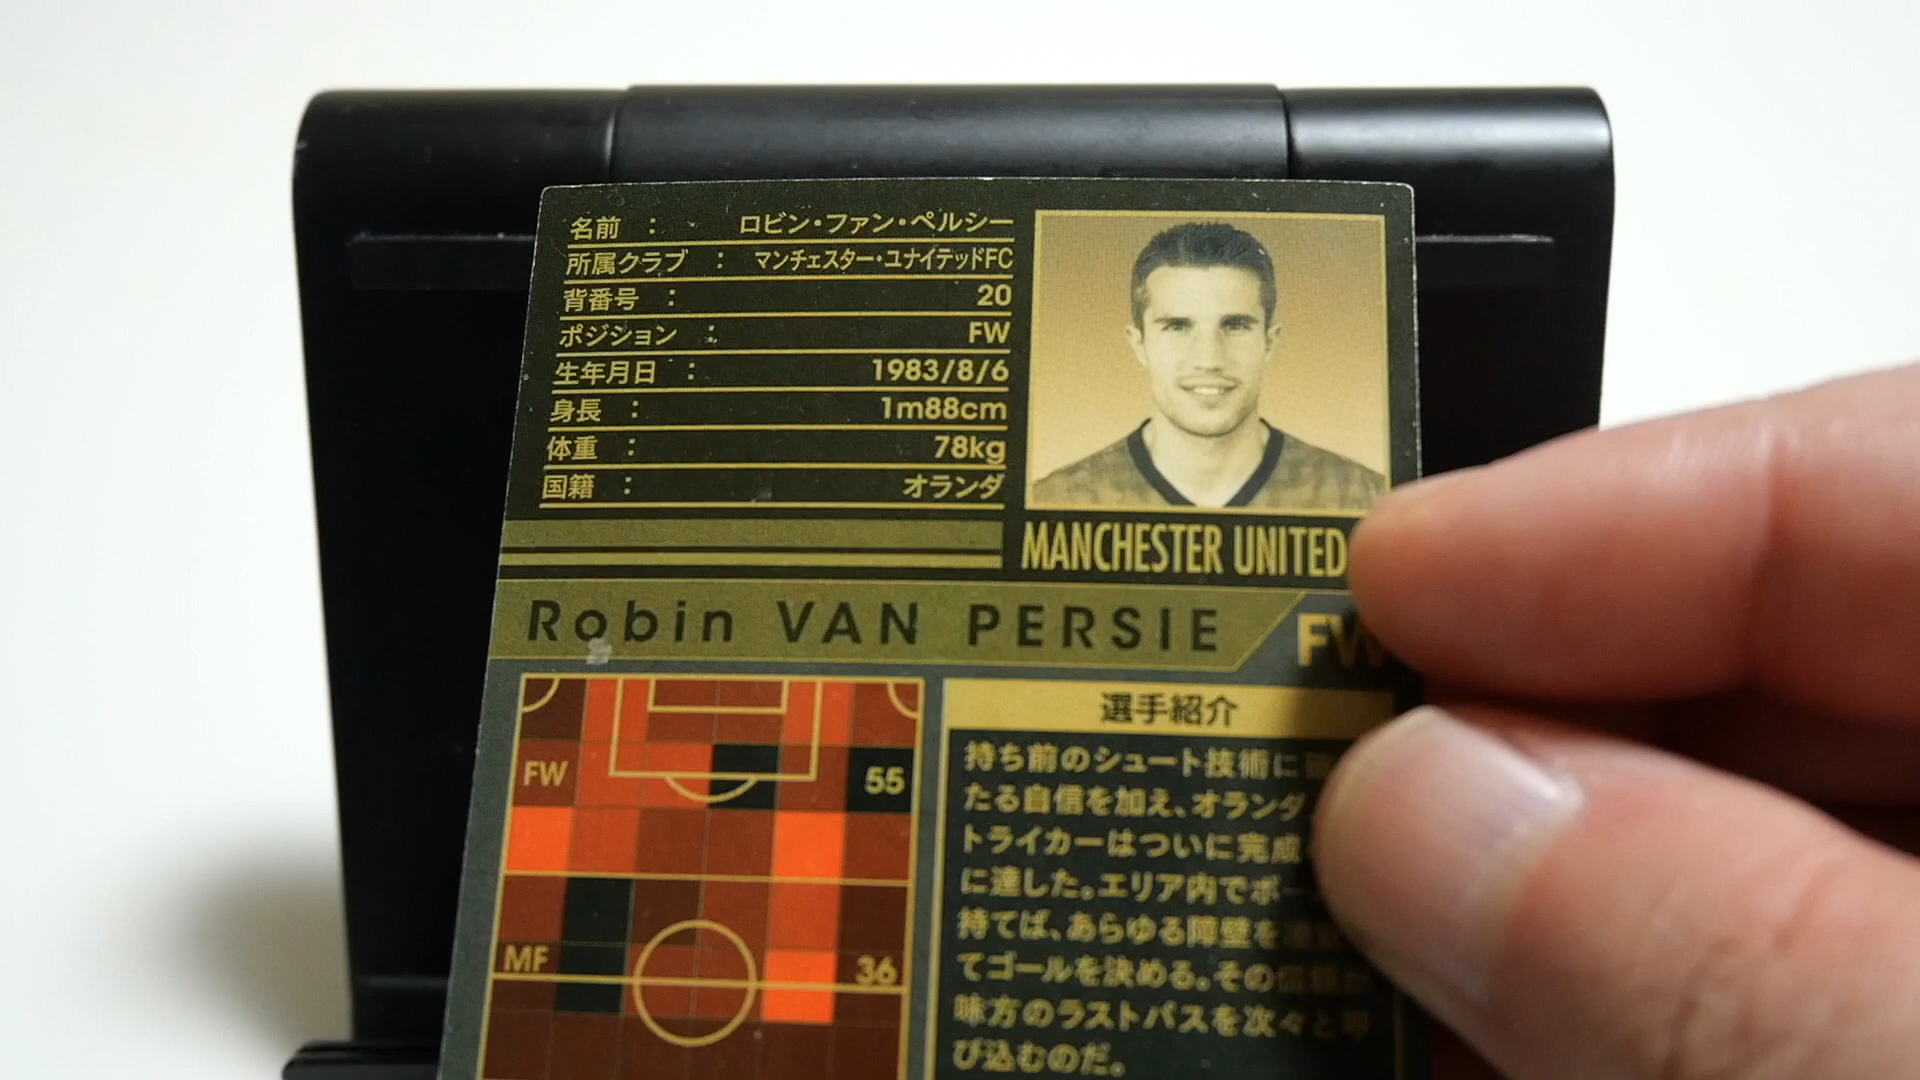 名前 : ロビン・ファン・ペルシー
所属クラブ : マンチェスター・ユナイテッドFC
背番号 : 20
ポジション : FW
生年月日 : 1983/8/6
身長 : 1m88cm
体重 : 78kg
国籍 : オランダ
MANCHESTER UNITED
Robin VAN PERSIE
FW
FW 55
MF 36
選手紹介
持ち前のシュート技術に
たる自信を加え、オランダ
トライカーはついに完成
に達した。エリア内でボー
持てば、あらゆる障壁を
てゴールを決める。その信頼が
味方のラストパスを次々と呼
び込むのだ。